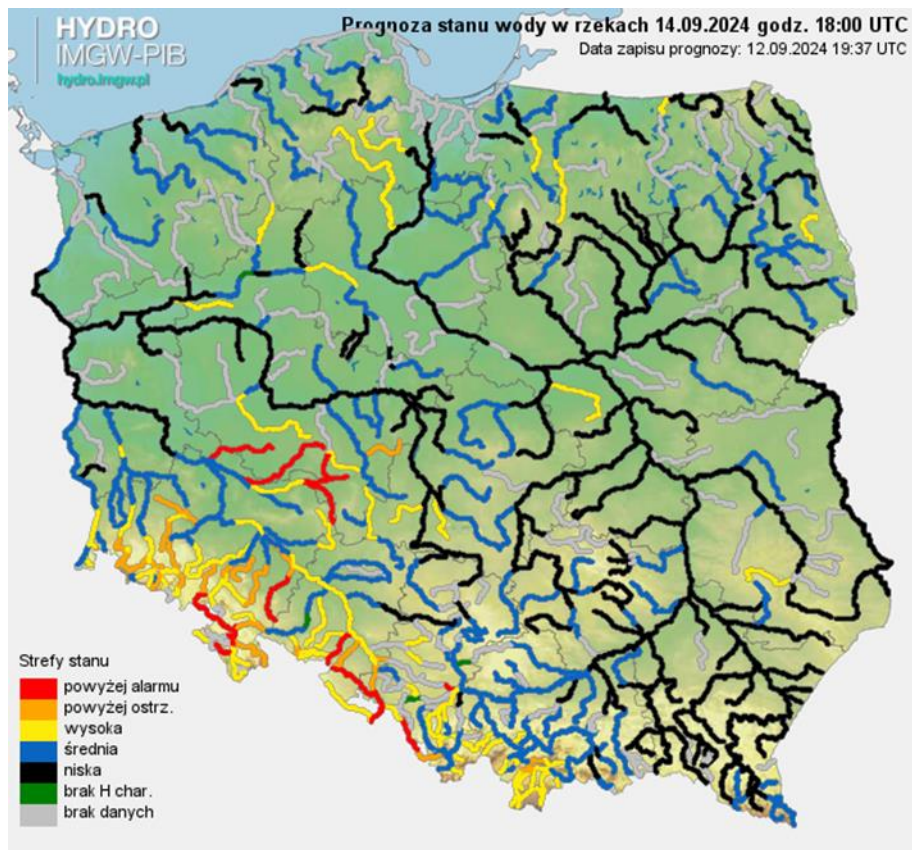 HYDRO
IMGW-PIB
hydro.imgw.pl
Prognoza stanu wody w rzekach 14.09.2024 godz. 18:00 UTC
Data zapisu prognozy: 12.09.2024 19:37 UTC
Strefy stanu
powyżej alarmu
powyżej ostrz.
wysoka
średnia
niska
brak H char.
brak danych